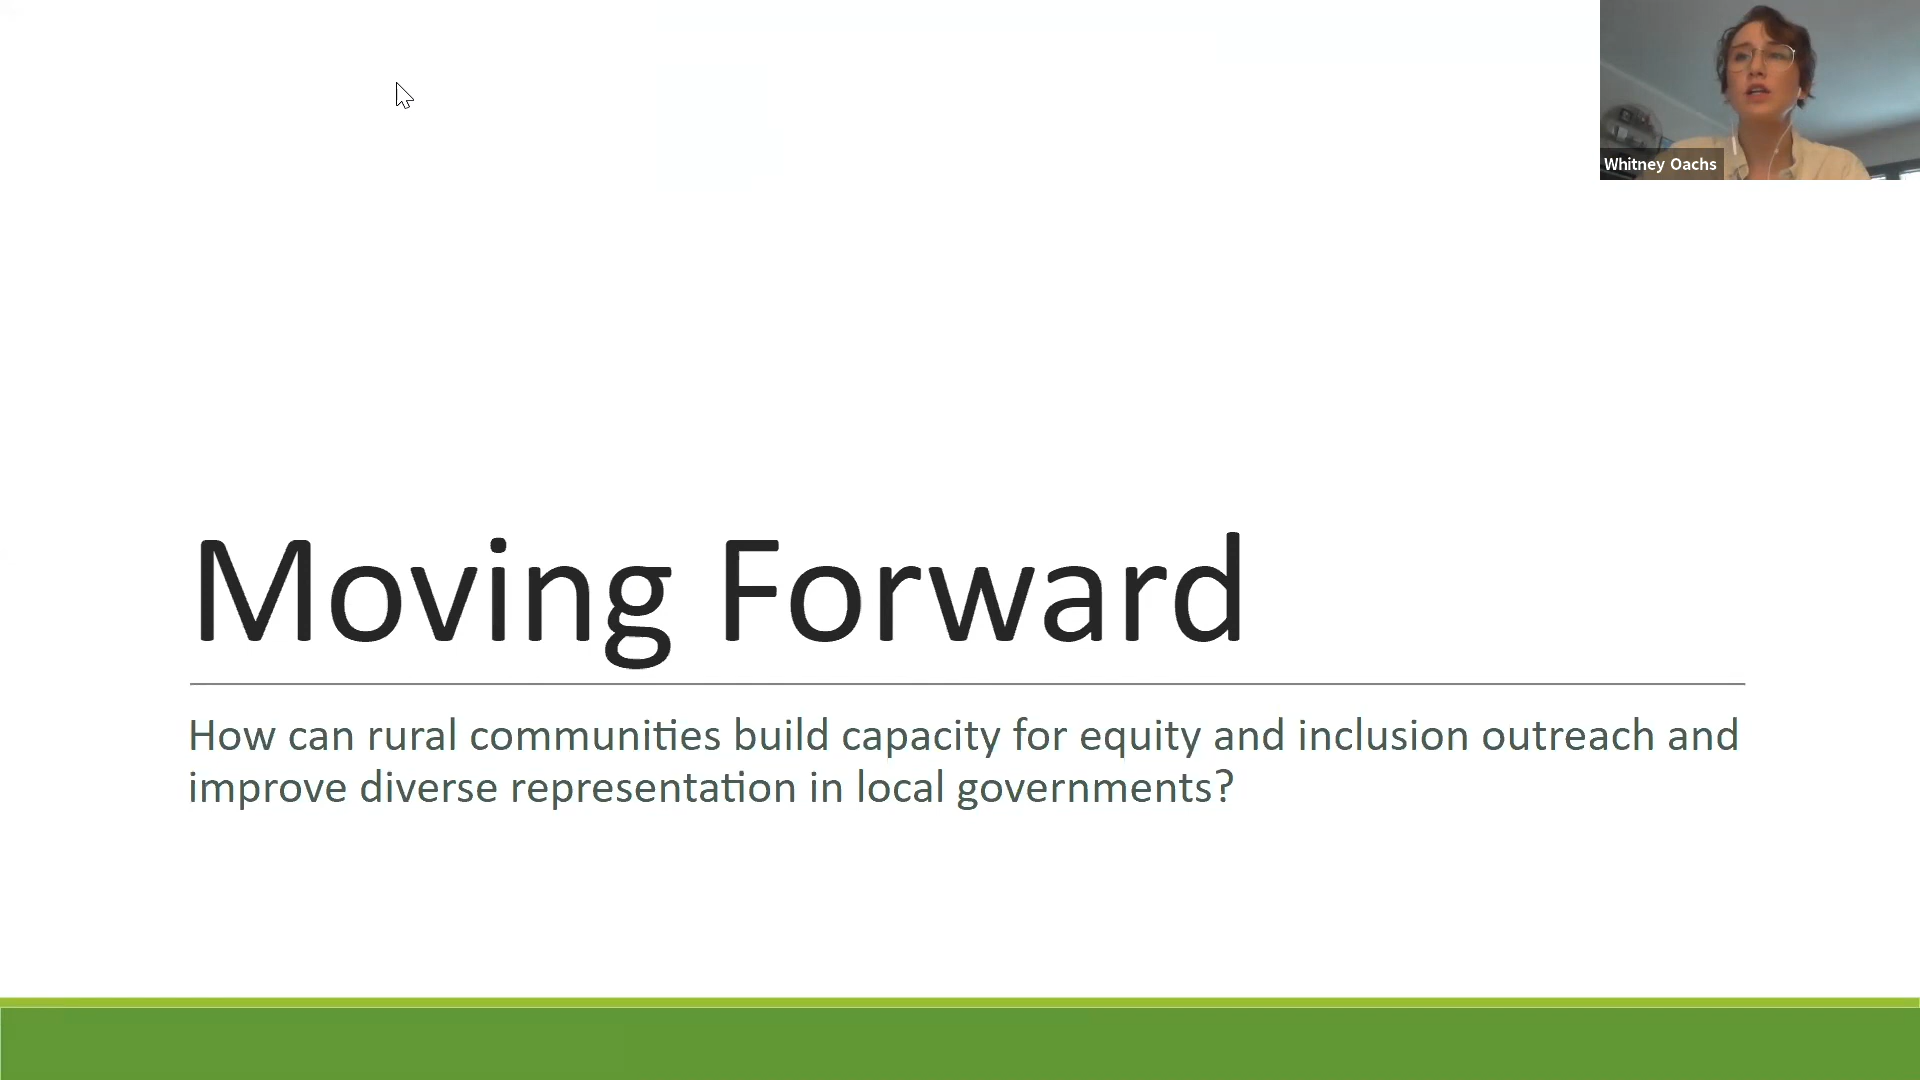 Whitney Oachs
Moving Forward
How can rural communities build capacity for equity and inclusion outreach and
improve diverse representation in local governments?